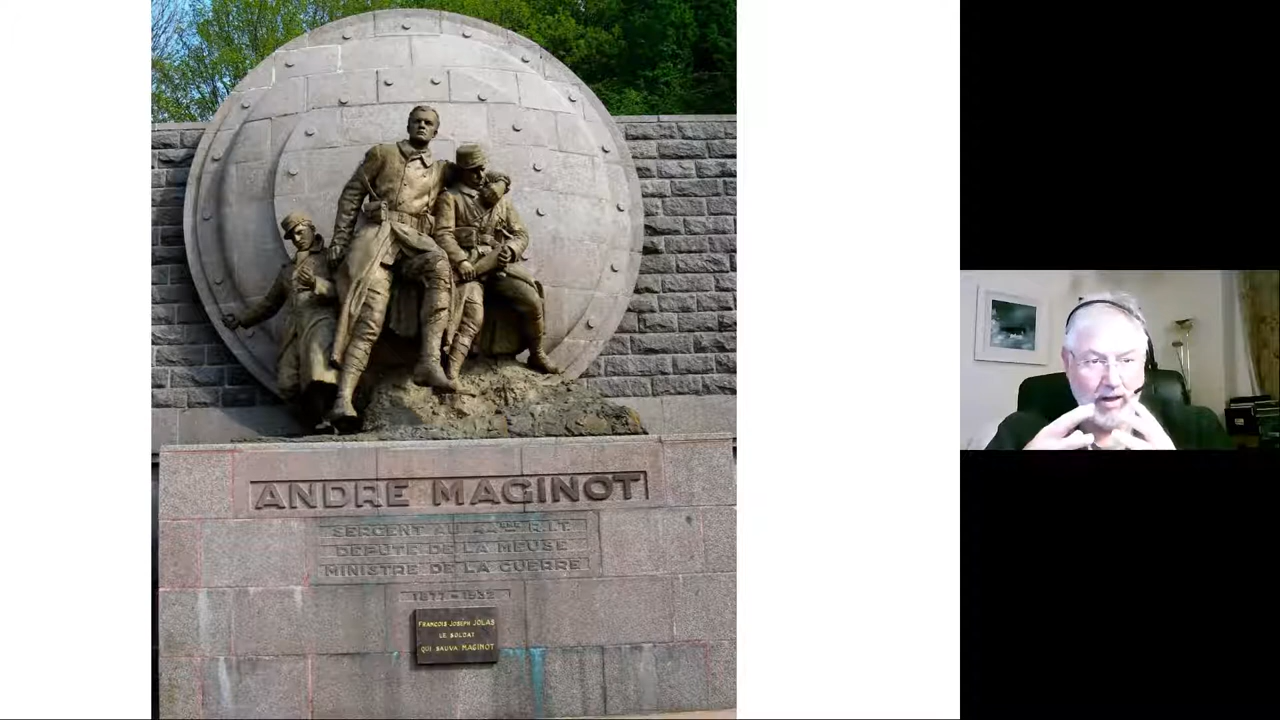 ANDRE MAGINOT
SERGENT AU 44ÈME R.I.T.
DEPUTE DE LA MEUSE
MINISTRE DE LA GUERRE
1877-1932
FRANCOIS JOSEPH JOLAS
LE SOLDAT
QUI SAUVA MAGINOT